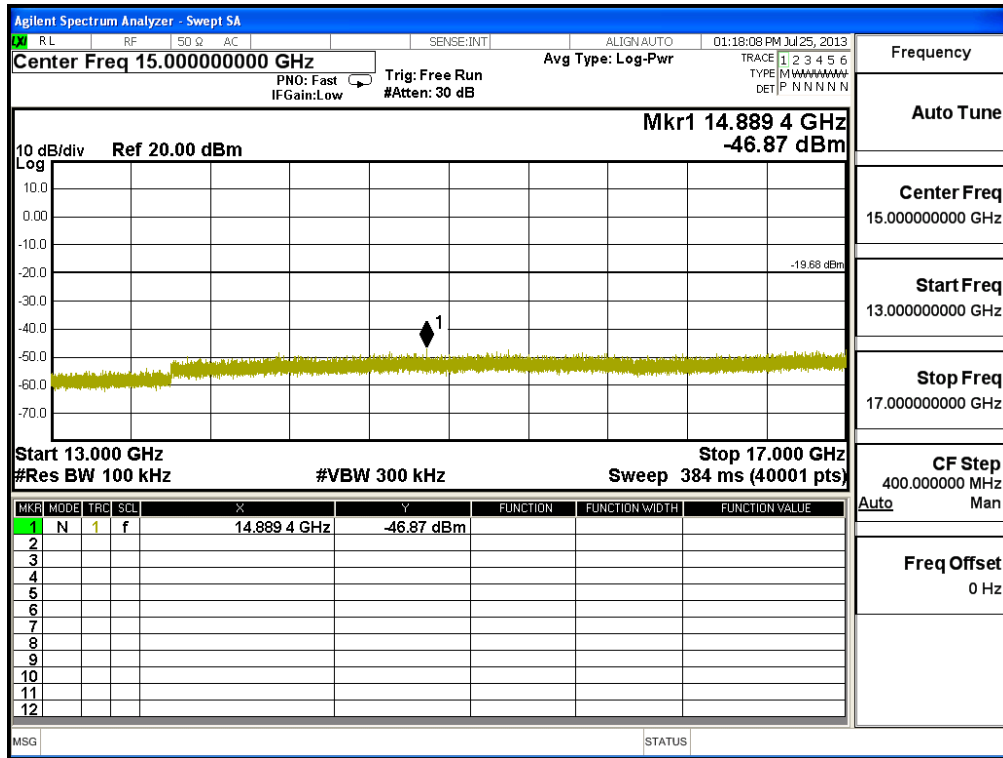 Agilent Spectrum Analyzer - Swept SA
LXI RL RF 50 Ω AC SENSE:INT ALIGN AUTO 01:18:08 PM Jul 25, 2013
Center Freq 15.000000000 GHz
PNO: Fast
IFGain:Low
Trig: Free Run
#Atten: 30 dB
Avg Type: Log-Pwr
TRACE 1 2 3 4 5 6
TYPE M WWWWW
DET P N N N N N
Mkr1 14.889 4 GHz
-46.87 dBm
10 dB/div Ref 20.00 dBm
Log
10.0
0.00
-10.0
-19.68 dBm
-20.0
-30.0
-40.0
1
-50.0
-60.0
-70.0
Start 13.000 GHz Stop 17.000 GHz
#Res BW 100 kHz #VBW 300 kHz Sweep 384 ms (40001 pts)
MKR MODE TRC SCL X Y FUNCTION FUNCTION WIDTH FUNCTION VALUE
1 N 1 f 14.889 4 GHz -46.87 dBm
2
3
4
5
6
7
8
9
10
11
12
MSG STATUS
Frequency
Auto Tune
Center Freq
15.000000000 GHz
Start Freq
13.000000000 GHz
Stop Freq
17.000000000 GHz
CF Step
400.000000 MHz
Auto Man
Freq Offset
0 Hz